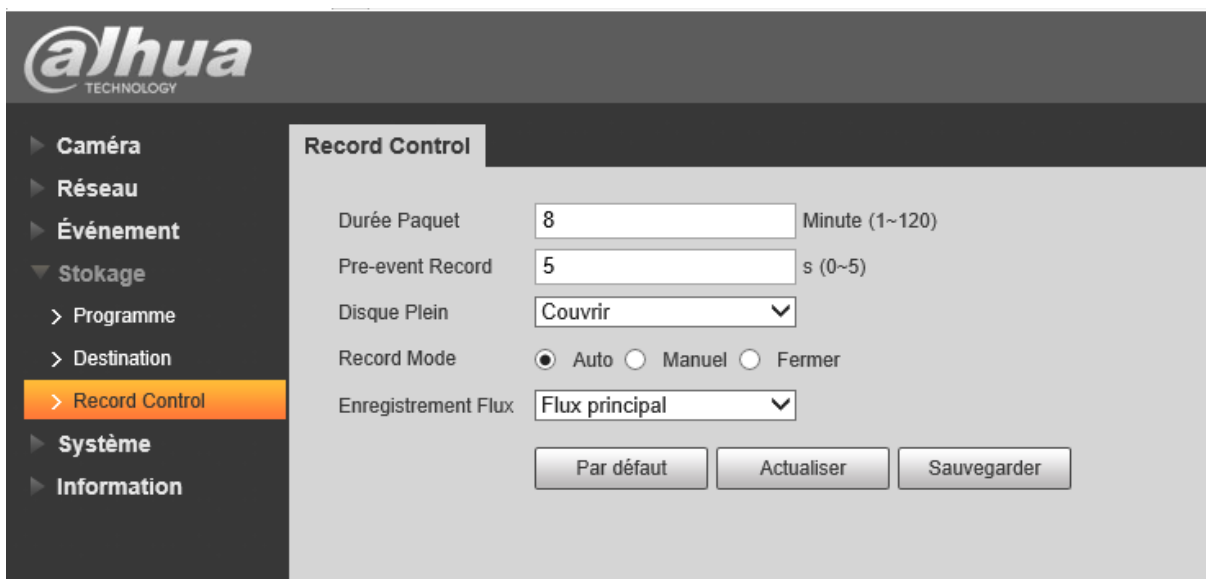 alhua
TECHNOLOGY
Caméra
Réseau
Événement
Stokage
Programme
Destination
Record Control
Système
Information
Record Control
Durée Paquet 8 Minute (1~120)
Pre-event Record 5 s (0~5)
Disque Plein Couvrir
Record Mode Auto Manuel Fermer
Enregistrement Flux Flux principal
Par défaut Actualiser Sauvegarder